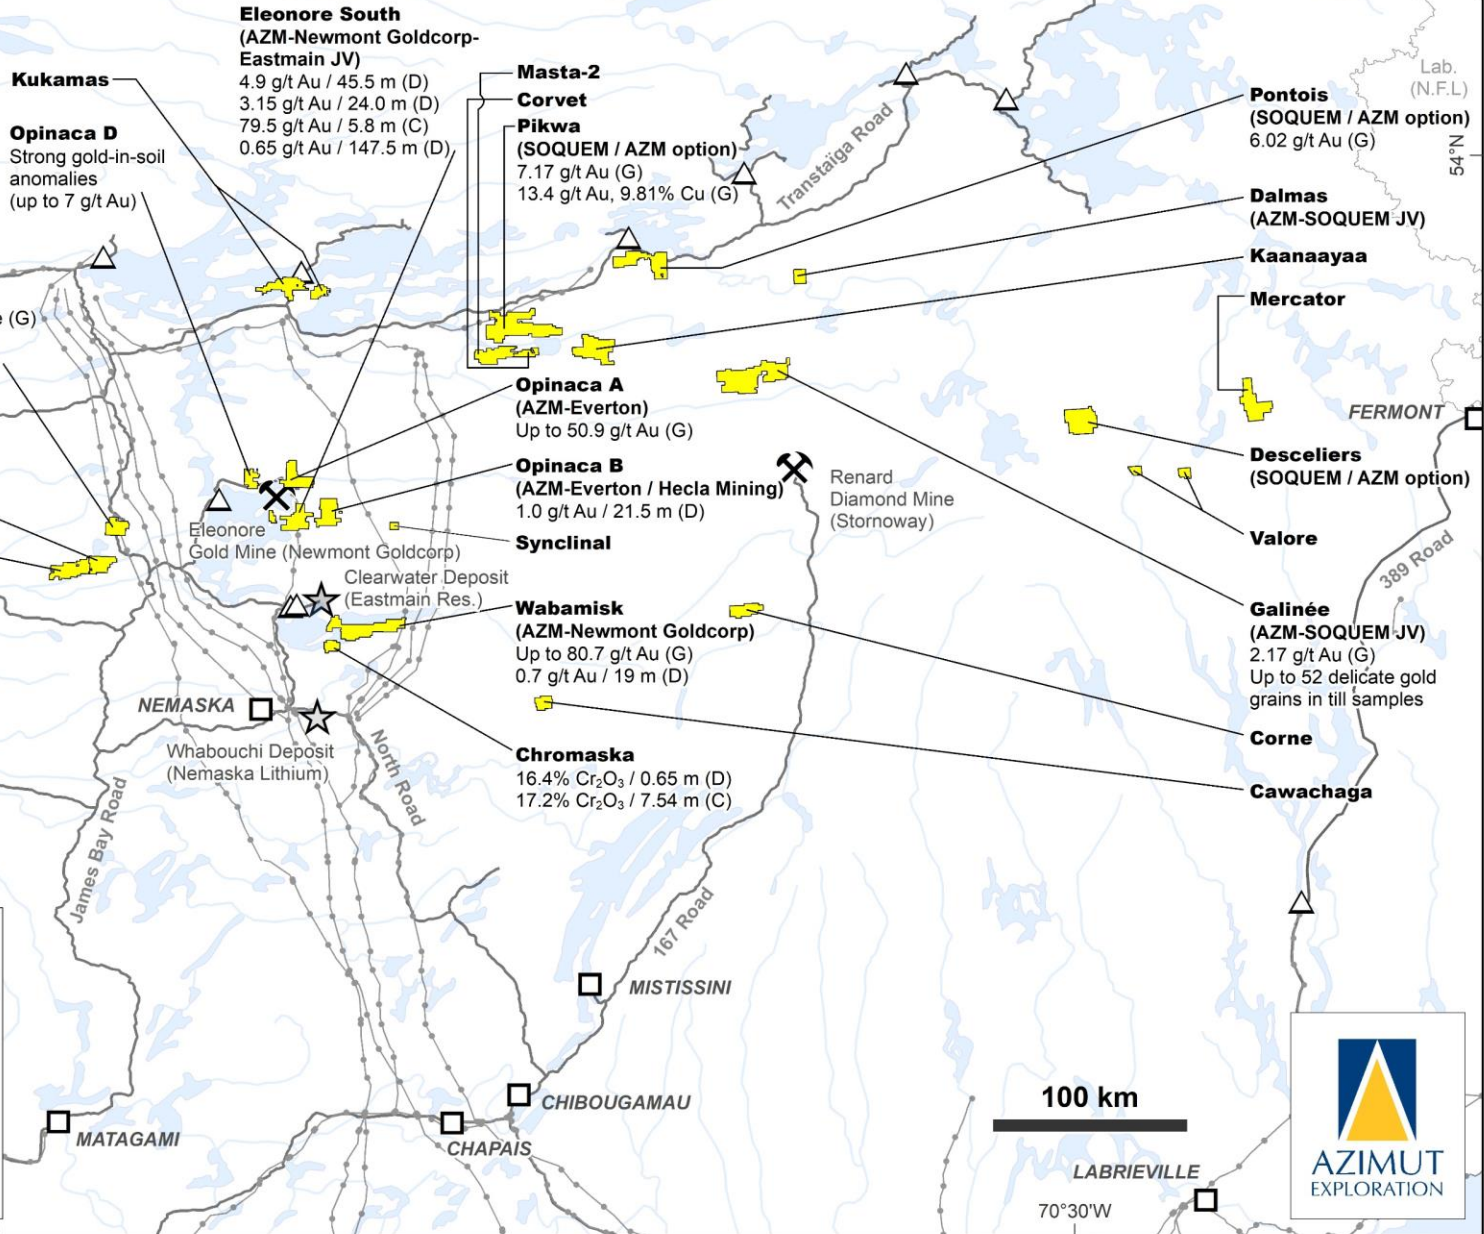 Eleonore South
(AZM-Newmont Goldcorp-
Eastmain JV)
4.9 g/t Au / 45.5 m (D)
3.15 g/t Au / 24.0 m (D)
79.5 g/t Au / 5.8 m (C)
0.65 g/t Au / 147.5 m (D)
Kukamas
Opinaca D
Strong gold-in-soil
anomalies
(up to 7 g/t Au)
Masta-2
Corvet
Pikwa
(SOQUEM / AZM option)
7.17 g/t Au (G)
13.4 g/t Au, 9.81% Cu (G)
Transtaïga Road
Lab.
(N.F.L)
54°N
Pontois
(SOQUEM / AZM option)
6.02 g/t Au (G)
Dalmas
(AZM-SOQUEM JV)
Kaanaayaa
Mercator
(G)
Opinaca A
(AZM-Everton)
Up to 50.9 g/t Au (G)
Opinaca B
(AZM-Everton / Hecla Mining)
1.0 g/t Au / 21.5 m (D)
Synclinal
FERMONT
Desceliers
(SOQUEM / AZM option)
Renard
Diamond Mine
(Stornoway)
Eleonore
Gold Mine (Newmont Goldcorp)
Valore
389 Road
Clearwater Deposit
(Eastmain Res.)
Wabamisk
(AZM-Newmont Goldcorp)
Up to 80.7 g/t Au (G)
0.7 g/t Au / 19 m (D)
Galinée
(AZM-SOQUEM JV)
2.17 g/t Au (G)
Up to 52 delicate gold
grains in till samples
NEMASKA
Whabouchi Deposit
(Nemaska Lithium)
North Road
James Bay Road
Chromaska
16.4% Cr₂O₃ / 0.65 m (D)
17.2% Cr₂O₃ / 7.54 m (C)
Corne
Cawachaga
167 Road
MISTISSINI
CHIBOUGAMAU
CHAPAIS
MATAGAMI
100 km
LABRIEVILLE
70°30'W
AZIMUT
EXPLORATION